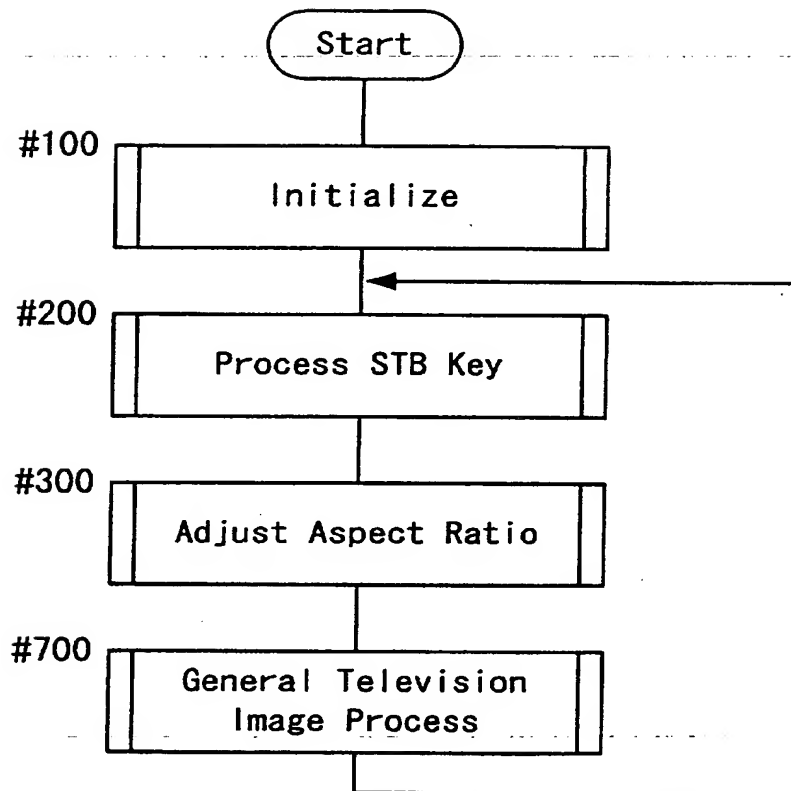 Start
#100
Initialize
#200
Process STB Key
#300
Adjust Aspect Ratio
#700
General Television
Image Process